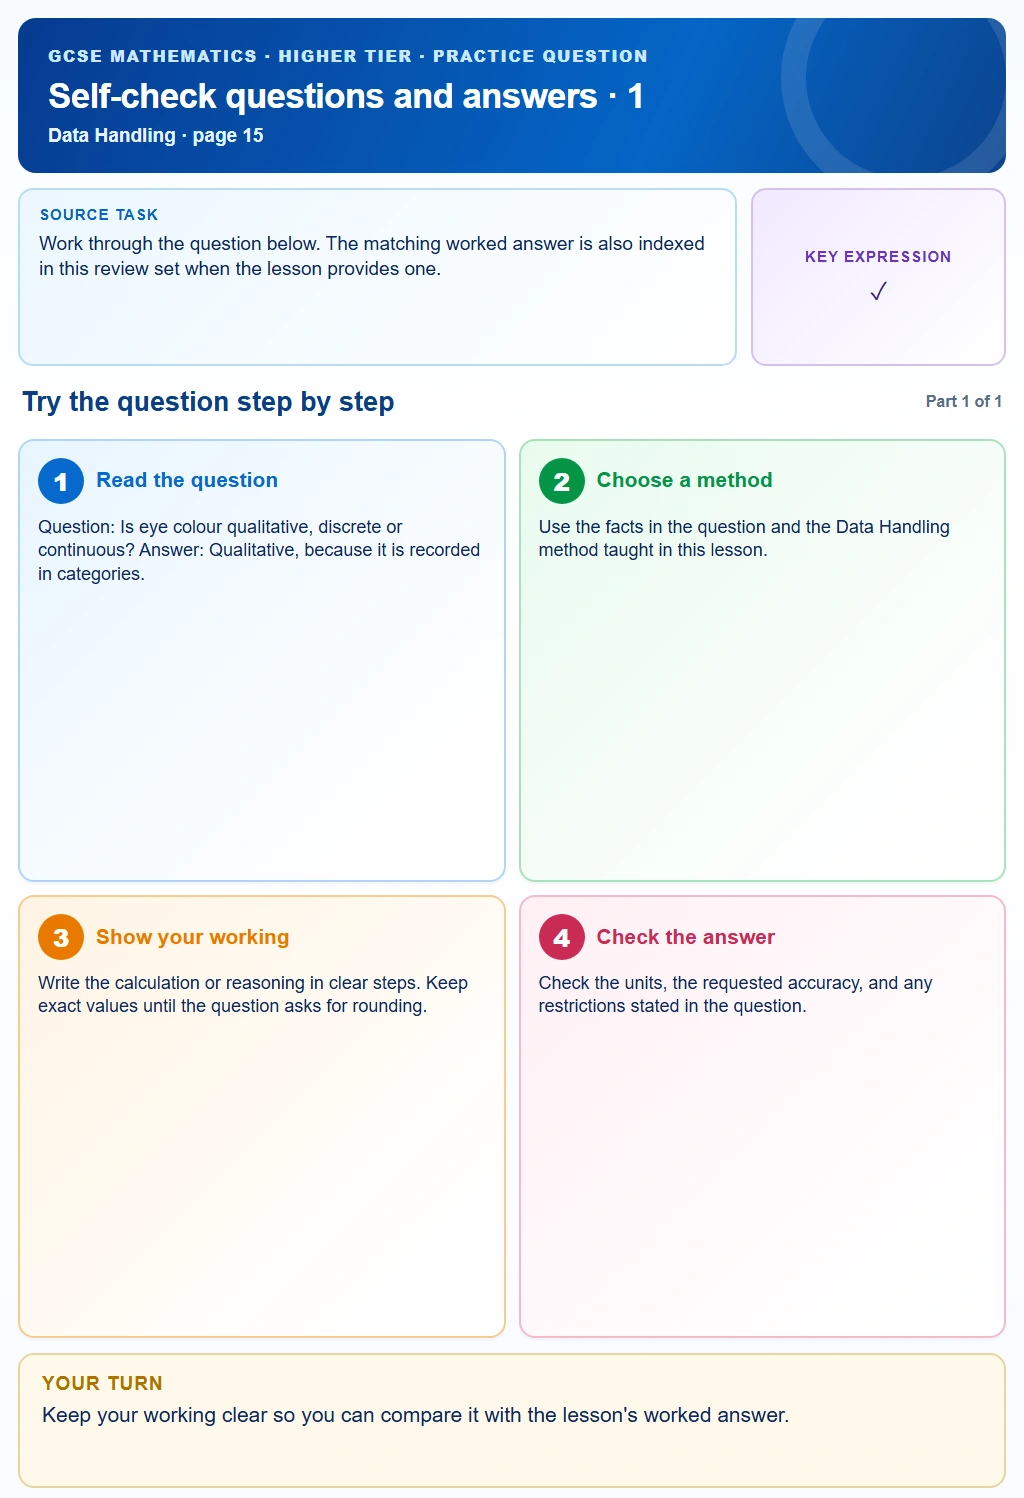 GCSE MATHEMATICS · HIGHER TIER · PRACTICE QUESTION
Self-check questions and answers · 1
Data Handling · page 15
SOURCE TASK
Work through the question below. The matching worked answer is also indexed
in this review set when the lesson provides one.
KEY EXPRESSION
✓
Try the question step by step
Part 1 of 1
1 Read the question
Question: Is eye colour qualitative, discrete or
continuous? Answer: Qualitative, because it is recorded
in categories.
2 Choose a method
Use the facts in the question and the Data Handling
method taught in this lesson.
3 Show your working
Write the calculation or reasoning in clear steps. Keep
exact values until the question asks for rounding.
4 Check the answer
Check the units, the requested accuracy, and any
restrictions stated in the question.
YOUR TURN
Keep your working clear so you can compare it with the lesson's worked answer.